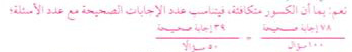 نعم؛ بما أن الكسور متكافئة، فيتناسب عدد الإجابات الصحيحة مع عدد الأسئلة؛
٧٨ إجابة صحيحة = ٣٩ إجابة صحيحة
١٠٠ سؤال ٥٠ سؤالًا